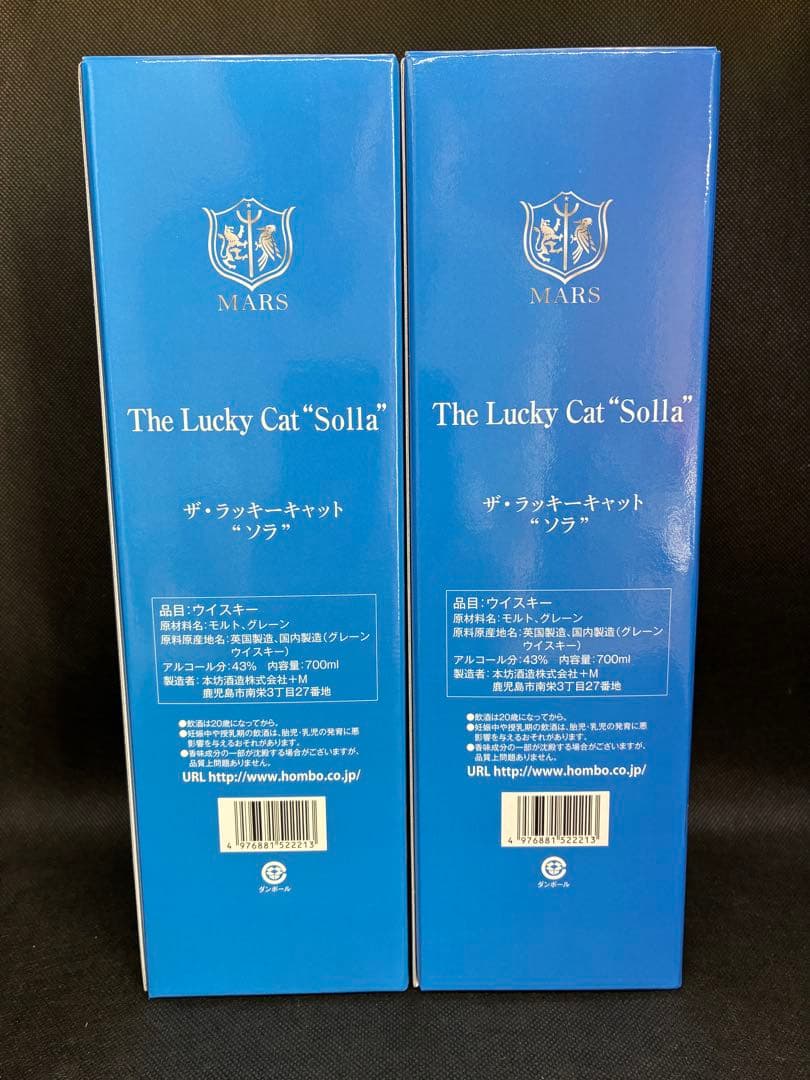 MARS
The Lucky Cat “Solla”
ザ・ラッキーキャット
“ソラ”
品目：ウイスキー
原材料名：モルト、グレーン
原料原産地名：英国製造、国内製造（グレーン
ウイスキー）
アルコール分：43%　内容量：700ml
製造者：本坊酒造株式会社＋M
鹿児島市南栄3丁目27番地
●飲酒は20歳になってから。
●妊娠中や授乳期の飲酒は、胎児・乳児の発育に悪
影響を与えるおそれがあります。
●香味成分の一部が沈殿する場合がございますが、
品質上問題ありません。
URL http://www.hombo.co.jp/
4 976881 522213
ダンボール
MARS
The Lucky Cat “Solla”
ザ・ラッキーキャット
“ソラ”
品目：ウイスキー
原材料名：モルト、グレーン
原料原産地名：英国製造、国内製造（グレーン
ウイスキー）
アルコール分：43%　内容量：700ml
製造者：本坊酒造株式会社＋M
鹿児島市南栄3丁目27番地
●飲酒は20歳になってから。
●妊娠中や授乳期の飲酒は、胎児・乳児の発育に悪
影響を与えるおそれがあります。
●香味成分の一部が沈殿する場合がございますが、
品質上問題ありません。
URL http://www.hombo.co.jp/
4 976881 522213
ダンボール